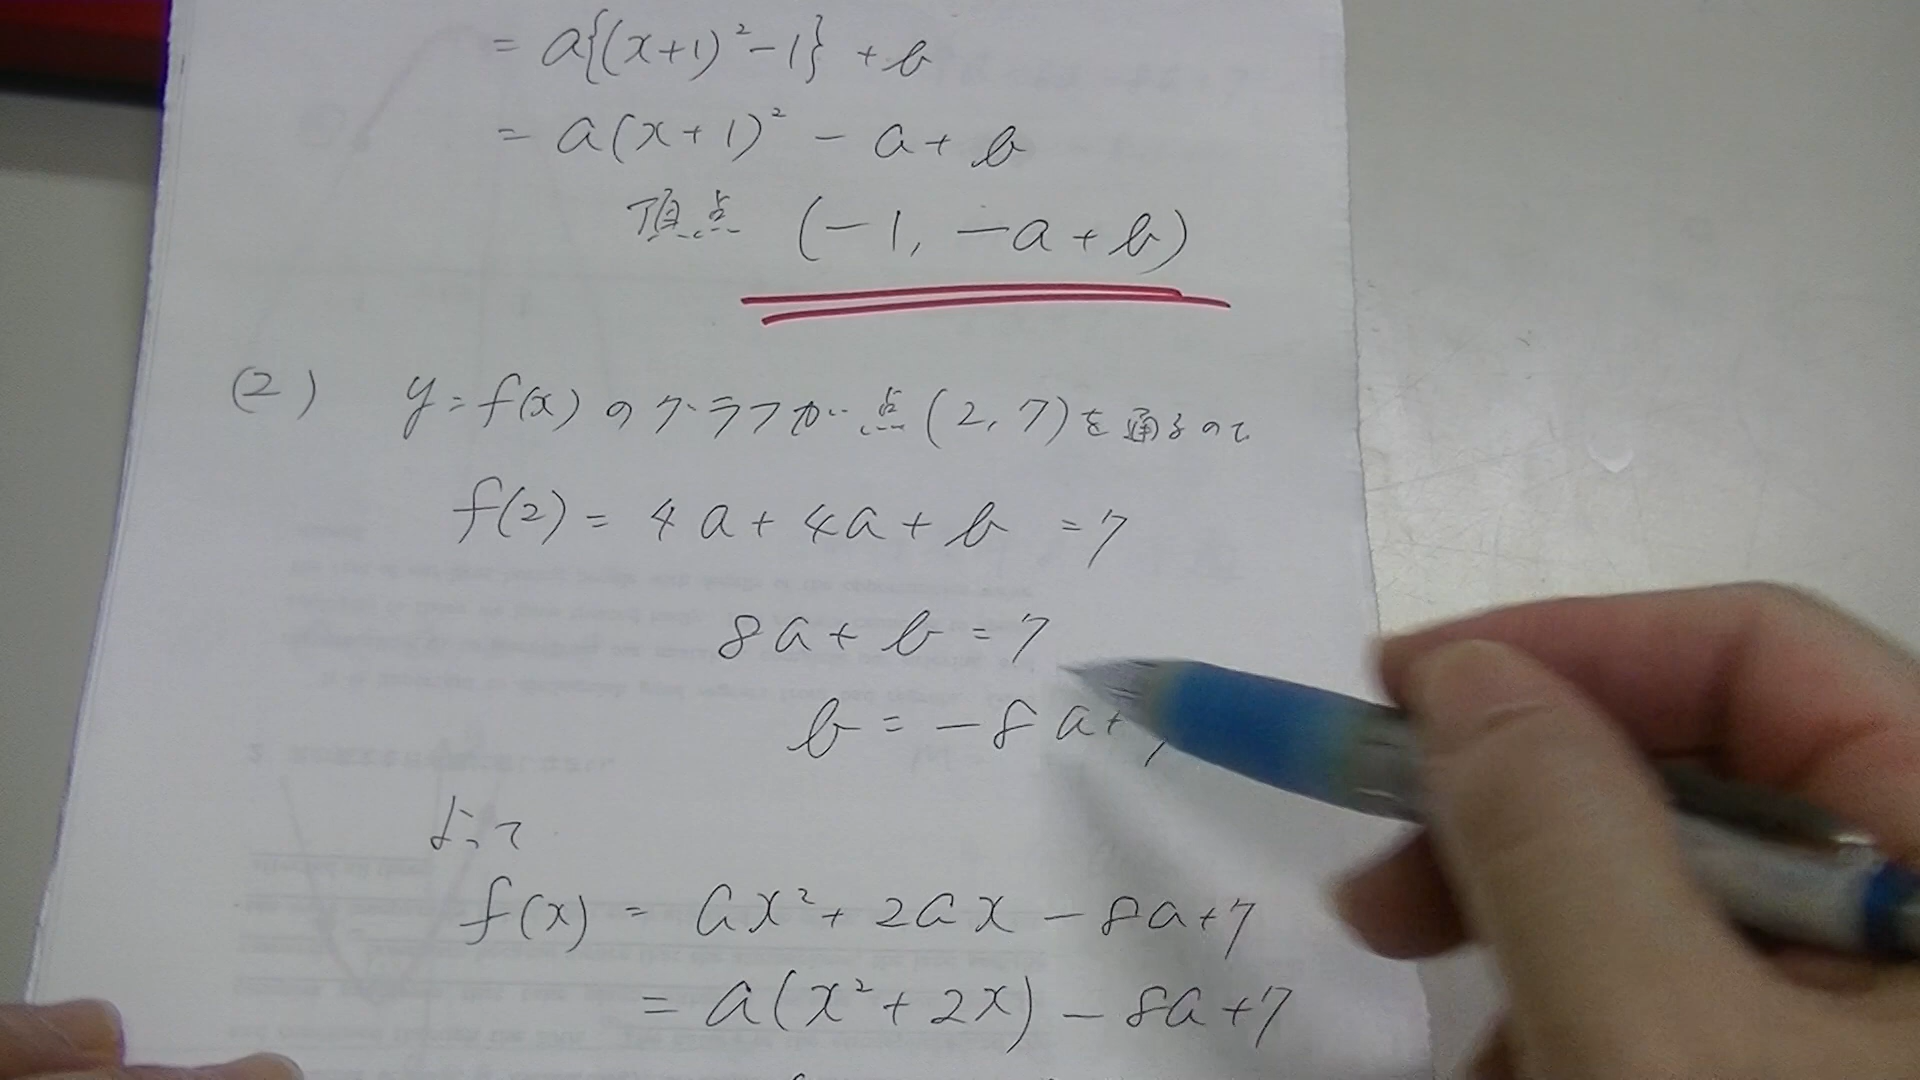 = a{(x+1)²-1} + b
= a(x+1)² - a + b
頂点 (-1, -a+b)
(2) y=f(x)のグラフが点(2,7)を通るので
f(2) = 4a+4a+b =7
8a+b=7
b=-8a+7
よって
f(x) = ax²+2ax-8a+7
= a(x²+2x)-8a+7